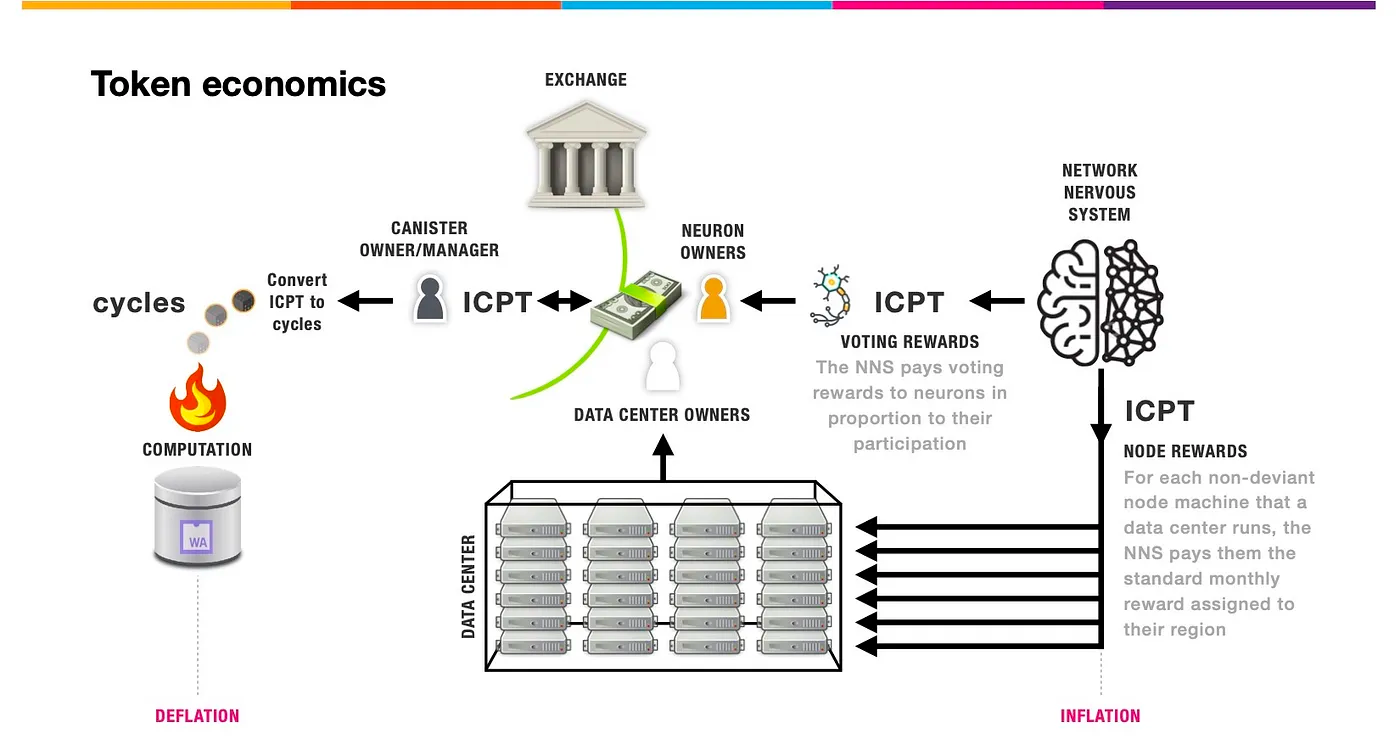 Token economics
EXCHANGE
NETWORK
NERVOUS
SYSTEM
CANISTER
OWNER/MANAGER
NEURON
OWNERS
cycles
Convert
ICPT to
cycles
ICPT
ICPT
VOTING REWARDS
The NNS pays voting
rewards to neurons in
proportion to their
participation
DATA CENTER OWNERS
ICPT
NODE REWARDS
For each non-deviant
node machine that a
data center runs, the
NNS pays them the
standard monthly
reward assigned to
their region
COMPUTATION
WA
DATA CENTER
DEFLATION
INFLATION